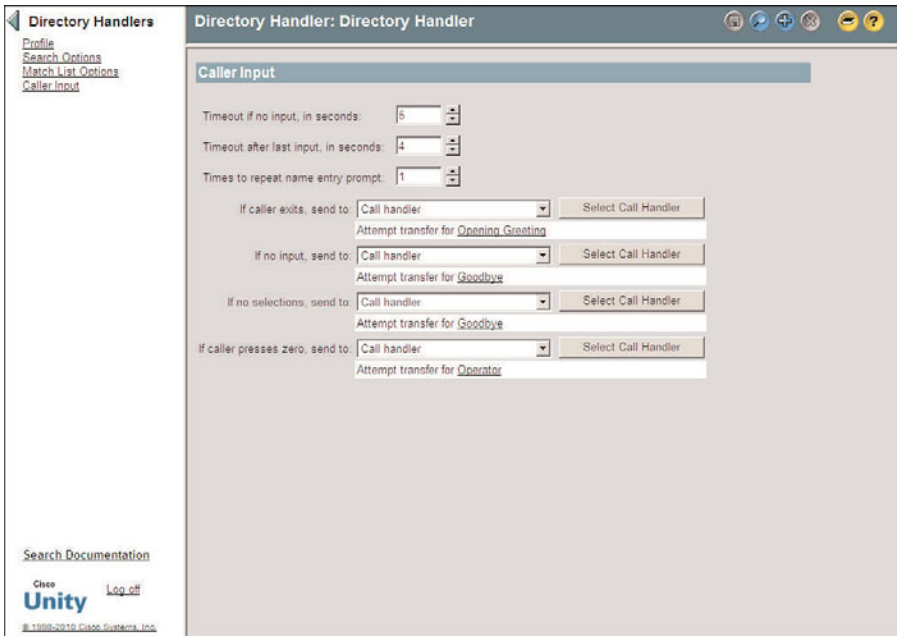 Directory Handlers
Profile
Search Options
Match List Options
Caller Input
Search Documentation
Cisco
Unity
Log off
© 1998-2010 Cisco Systems, Inc.
Directory Handler: Directory Handler
?
Caller Input
Timeout if no input, in seconds: 5
Timeout after last input, in seconds: 4
Times to repeat name entry prompt: 1
If caller exits, send to: Call handler Select Call Handler
Attempt transfer for Opening Greeting
If no input, send to: Call handler Select Call Handler
Attempt transfer for Goodbye
If no selections, send to: Call handler Select Call Handler
Attempt transfer for Goodbye
If caller presses zero, send to: Call handler Select Call Handler
Attempt transfer for Operator